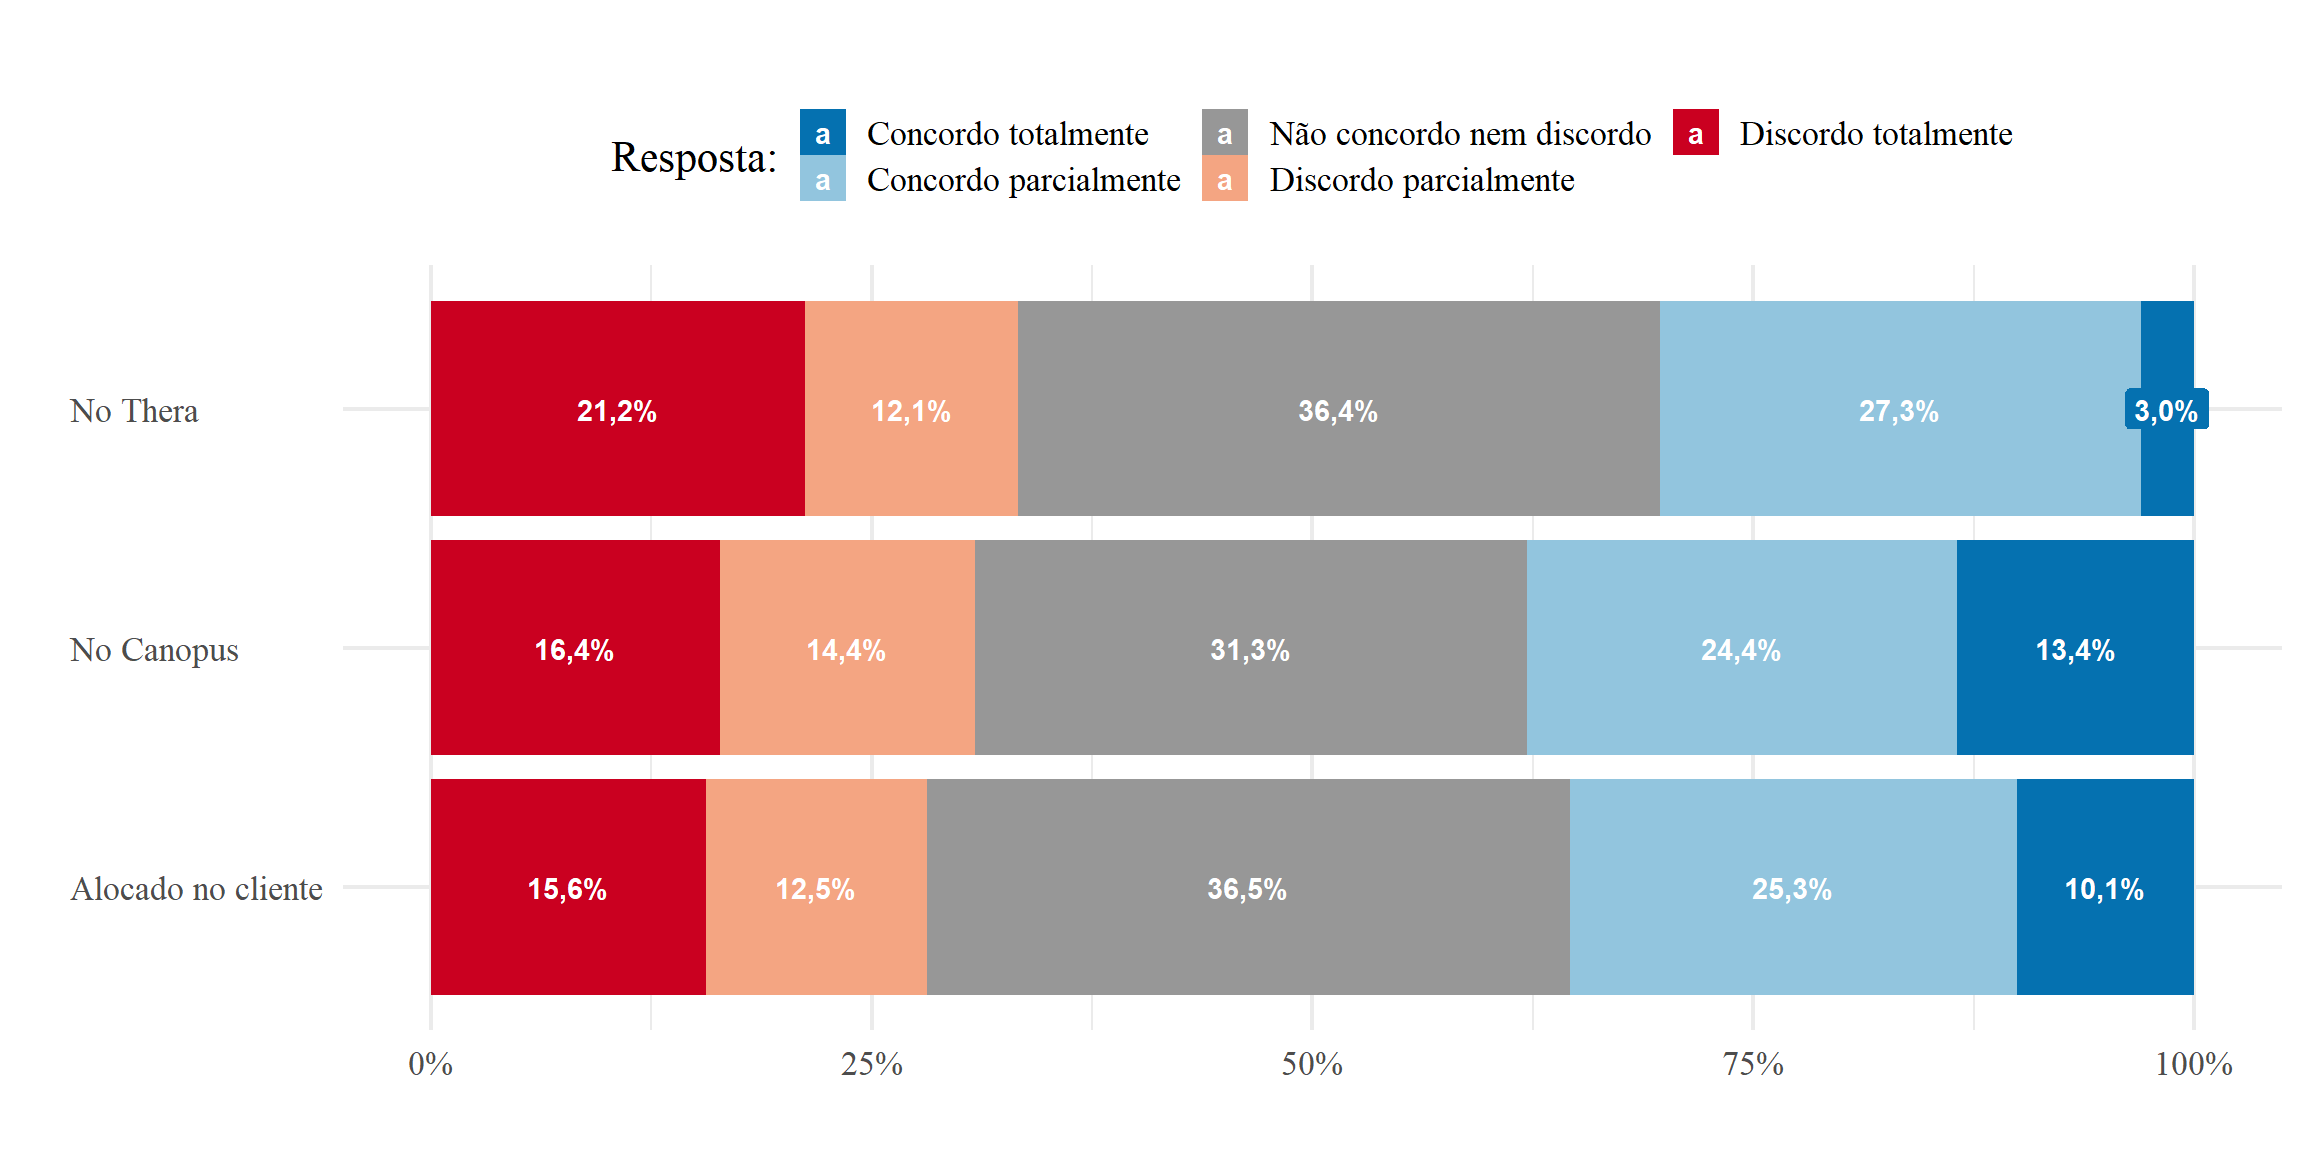 Resposta:
a Concordo totalmente a Não concordo nem discordo a Discordo totalmente
a Concordo parcialmente a Discordo parcialmente
No Thera 21,2% 12,1% 36,4% 27,3% 3,0%
No Canopus 16,4% 14,4% 31,3% 24,4% 13,4%
Alocado no cliente 15,6% 12,5% 36,5% 25,3% 10,1%
0% 25% 50% 75% 100%